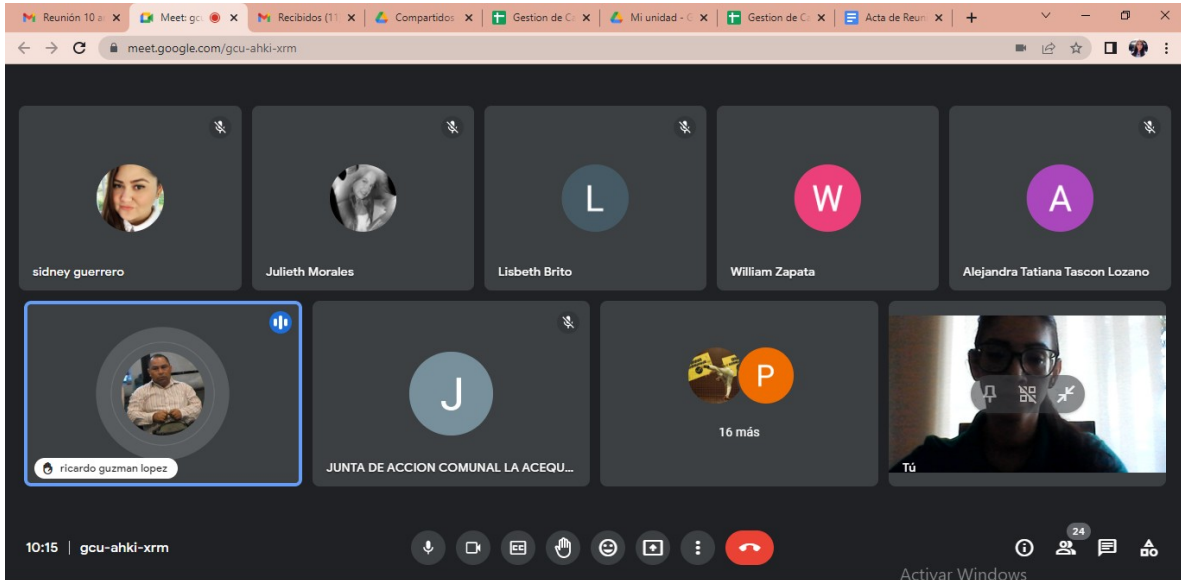 Reunión 10 a
Meet: gc
Recibidos (11
Compartidos
Gestion de C
Mi unidad - G
Gestion de C
Acta de Reun
meet.google.com/gcu-ahki-xrm
sidney guerrero
Julieth Morales
L
Lisbeth Brito
W
William Zapata
A
Alejandra Tatiana Tascon Lozano
ricardo guzman lopez
J
JUNTA DE ACCION COMUNAL LA ACEQU...
P
16 más
Tú
10:15 | gcu-ahki-xrm
CC
24
Activar Windows